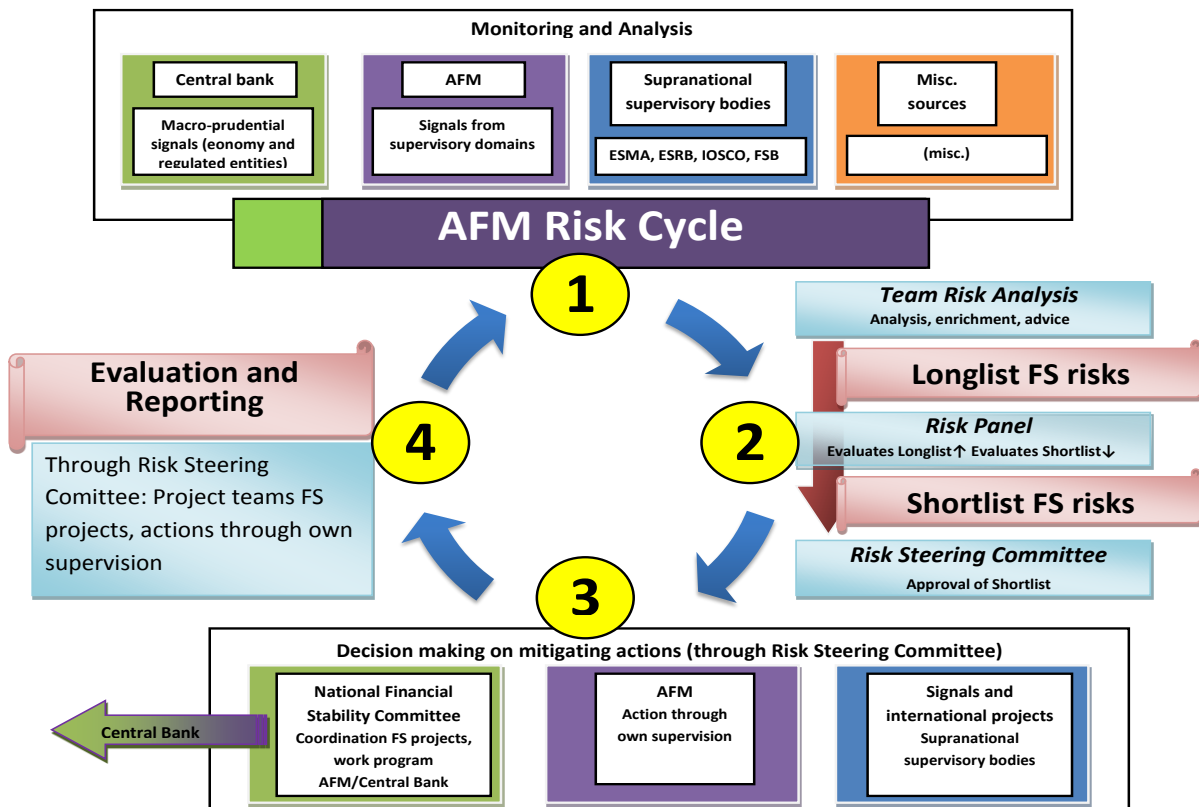 Monitoring and Analysis
Central bank
Macro-prudential
signals (eonomy and
regulated entities)
AFM
Signals from
supervisory domains
Supranational
supervisory bodies
ESMA, ESRB, IOSCO, FSB
Misc.
sources
(misc.)
AFM Risk Cycle
1
Team Risk Analysis
Analysis, enrichment, advice
Longlist FS risks
2
Risk Panel
Evaluates Longlist↑ Evaluates Shortlist↓
Shortlist FS risks
Risk Steering Committee
Approval of Shortlist
3
Decision making on mitigating actions (through Risk Steering Committee)
National Financial
Stability Committee
Coordination FS projects,
work program
AFM/Central Bank
AFM
Action through
own supervision
Signals and
international projects
Supranational
supervisory bodies
Central Bank
4
Evaluation and
Reporting
Through Risk Steering
Comittee: Project teams FS
projects, actions through own
supervision